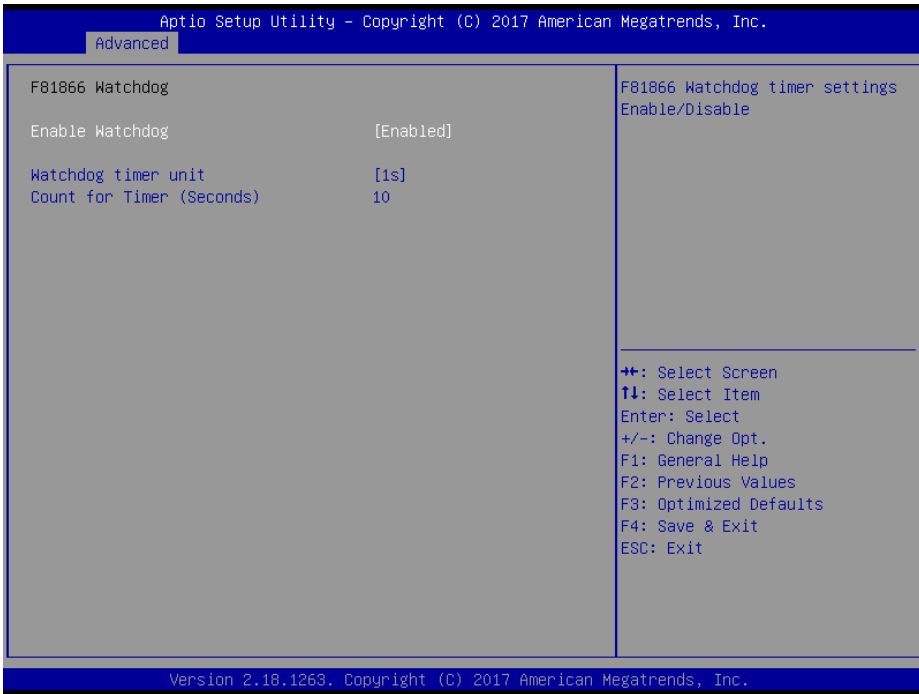 Aptio Setup Utility – Copyright (C) 2017 American Megatrends, Inc.
Advanced
F81866 Watchdog
Enable Watchdog [Enabled]
Watchdog timer unit [1s]
Count for Timer (Seconds) 10
F81866 Watchdog timer settings
Enable/Disable
→←: Select Screen
↑↓: Select Item
Enter: Select
+/-: Change Opt.
F1: General Help
F2: Previous Values
F3: Optimized Defaults
F4: Save & Exit
ESC: Exit
Version 2.18.1263. Copyright (C) 2017 American Megatrends, Inc.